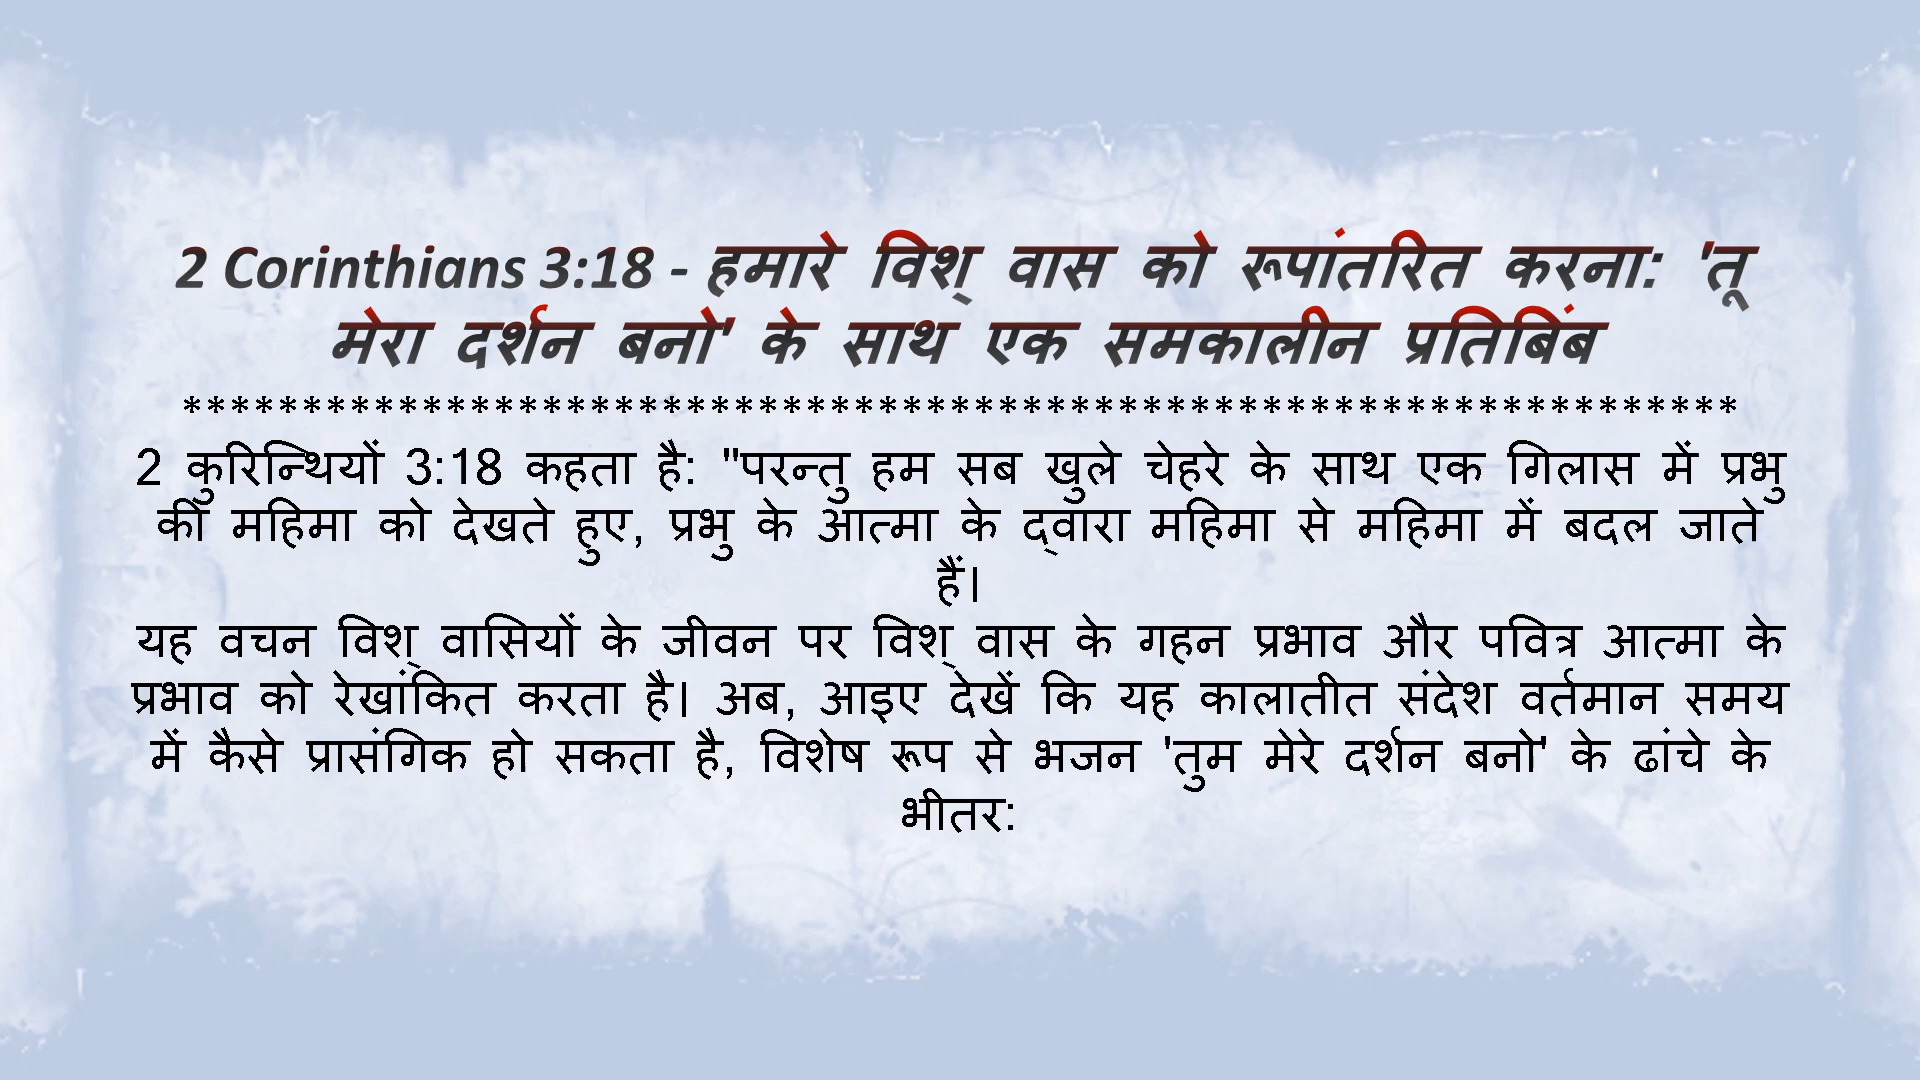 2 Corinthians 3:18 - हमारे विश् वास को रूपांतरित करना: 'तू
मेरा दर्शन बनो' के साथ एक समकालीन प्रतिबिंब
*****************************************************************
2 कुरिन्थियों 3:18 कहता है: "परन्तु हम सब खुले चेहरे के साथ एक गिलास में प्रभु
की महिमा को देखते हुए, प्रभु के आत्मा के द्वारा महिमा से महिमा में बदल जाते
हैं।
यह वचन विश् वासियों के जीवन पर विश् वास के गहन प्रभाव और पवित्र आत्मा के
प्रभाव को रेखांकित करता है। अब, आइए देखें कि यह कालातीत संदेश वर्तमान समय
में कैसे प्रासंगिक हो सकता है, विशेष रूप से भजन 'तुम मेरे दर्शन बनो' के ढांचे के
भीतर: